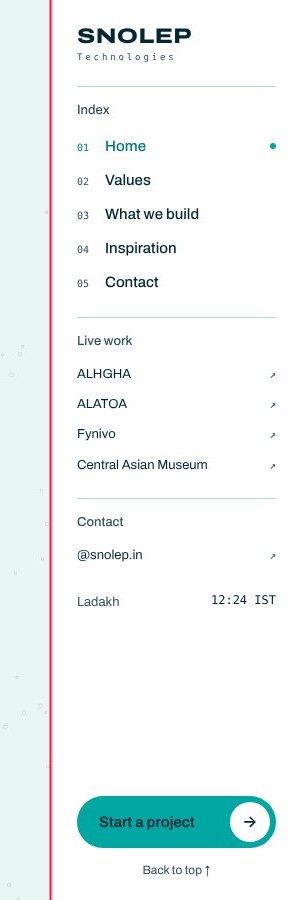 SNOLEP
Technologies
Index
01 Home
02 Values
03 What we build
04 Inspiration
05 Contact
Live work
ALHGHA ↗
ALATOA ↗
Fynivo ↗
Central Asian Museum ↗
Contact
@snolep.in ↗
Ladakh 12:24 IST
Start a project →
Back to top ↑